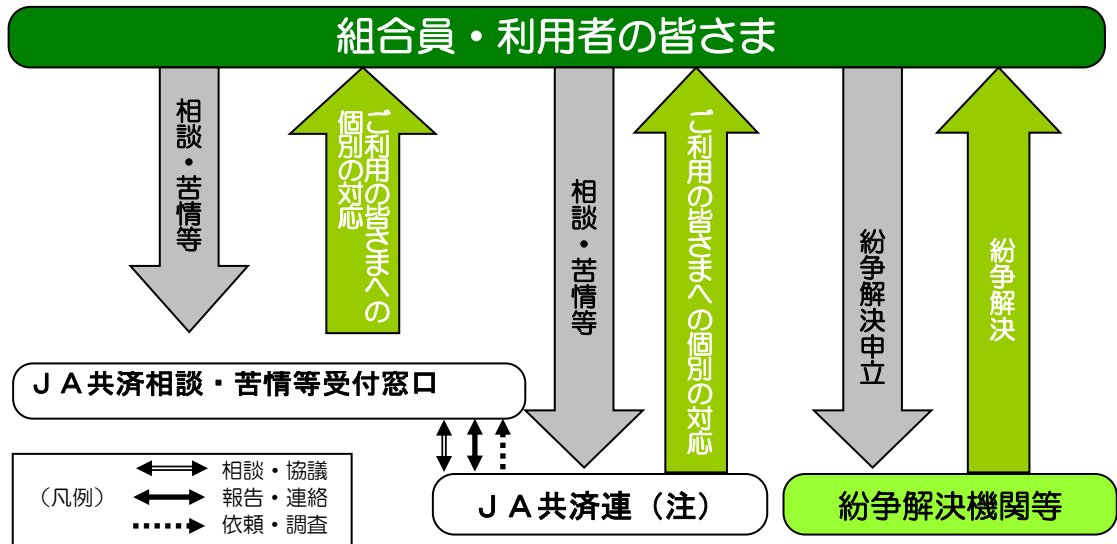 組合員・利用者の皆さま
相談・苦情等
ご利用の皆さまへの
個別の対応
相談・苦情等
ご利用の皆さまへの個別の対応
紛争解決申立
紛争解決
JA共済相談・苦情等受付窓口
(凡例)
相談・協議
報告・連絡
依頼・調査
JA共済連(注)
紛争解決機関等